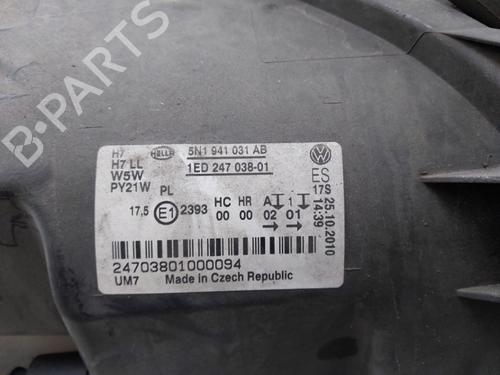 H7
H7 LL
W5W
PY21W
PL
HELLA
5N1 941 031 AB
1ED 247 038-01
ES
17S 25.10.2010
14:39
17,5 E1 2393
HC HR A 1
00 00 02 01
24703801000094
UM7 Made in Czech Republic
B-PARTS